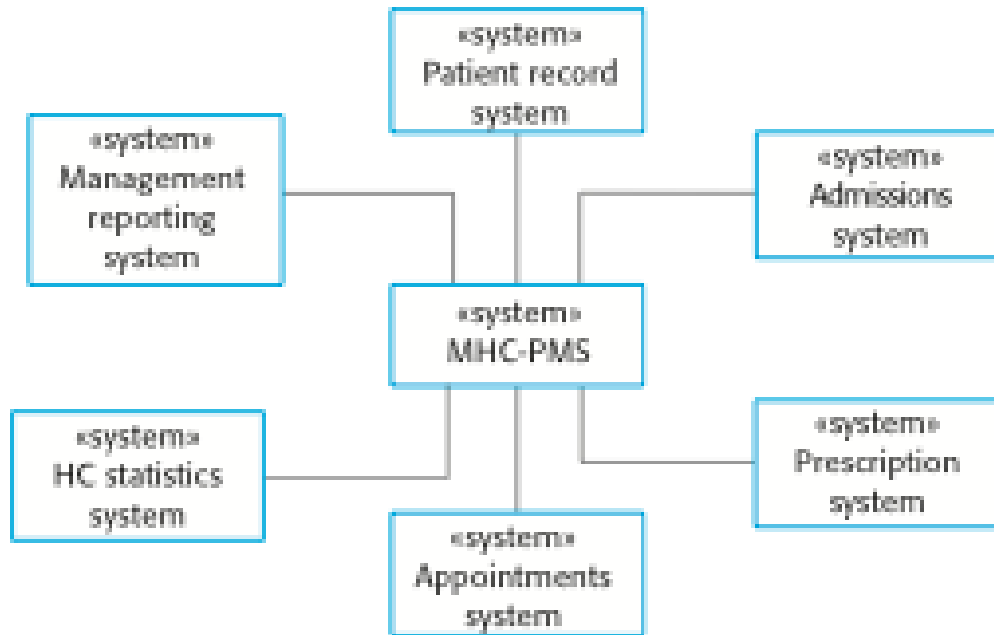 «system»
Patient record
system
«system»
Management
reporting
system
«system»
Admissions
system
«system»
MHC-PMS
«system»
HC statistics
system
«system»
Prescription
system
«system»
Appointments
system